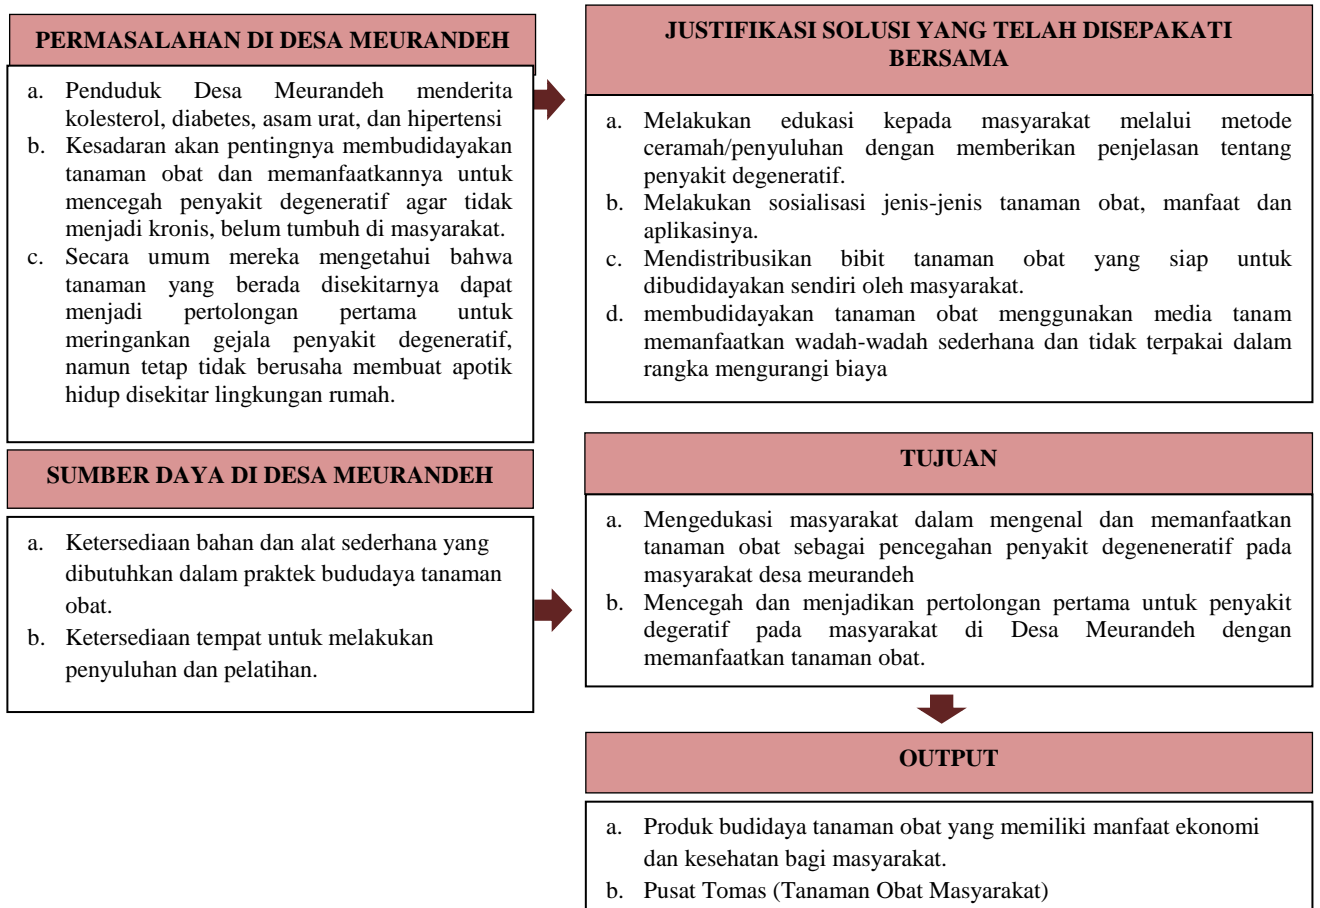 PERMASALAHAN DI DESA MEURANDEH
a. Penduduk Desa Meurandeh menderita
kolesterol, diabetes, asam urat, dan hipertensi
b. Kesadaran akan pentingnya membudidayakan
tanaman obat dan memanfaatkannya untuk
mencegah penyakit degeneratif agar tidak
menjadi kronis, belum tumbuh di masyarakat.
c. Secara umum mereka mengetahui bahwa
tanaman yang berada disekitarnya dapat
menjadi pertolongan pertama untuk
meringankan gejala penyakit degeneratif,
namun tetap tidak berusaha membuat apotik
hidup disekitar lingkungan rumah.
JUSTIFIKASI SOLUSI YANG TELAH DISEPAKATI
BERSAMA
a. Melakukan edukasi kepada masyarakat melalui metode
ceramah/penyuluhan dengan memberikan penjelasan tentang
penyakit degeneratif.
b. Melakukan sosialisasi jenis-jenis tanaman obat, manfaat dan
aplikasinya.
c. Mendistribusikan bibit tanaman obat yang siap untuk
dibudidayakan sendiri oleh masyarakat.
d. membudidayakan tanaman obat menggunakan media tanam
memanfaatkan wadah-wadah sederhana dan tidak terpakai dalam
rangka mengurangi biaya
SUMBER DAYA DI DESA MEURANDEH
a. Ketersediaan bahan dan alat sederhana yang
dibutuhkan dalam praktek bududaya tanaman
obat.
b. Ketersediaan tempat untuk melakukan
penyuluhan dan pelatihan.
TUJUAN
a. Mengedukasi masyarakat dalam mengenal dan memanfaatkan
tanaman obat sebagai pencegahan penyakit degeneneratif pada
masyarakat desa meurandeh
b. Mencegah dan menjadikan pertolongan pertama untuk penyakit
degeratif pada masyarakat di Desa Meurandeh dengan
memanfaatkan tanaman obat.
OUTPUT
a. Produk budidaya tanaman obat yang memiliki manfaat ekonomi
dan kesehatan bagi masyarakat.
b. Pusat Tomas (Tanaman Obat Masyarakat)